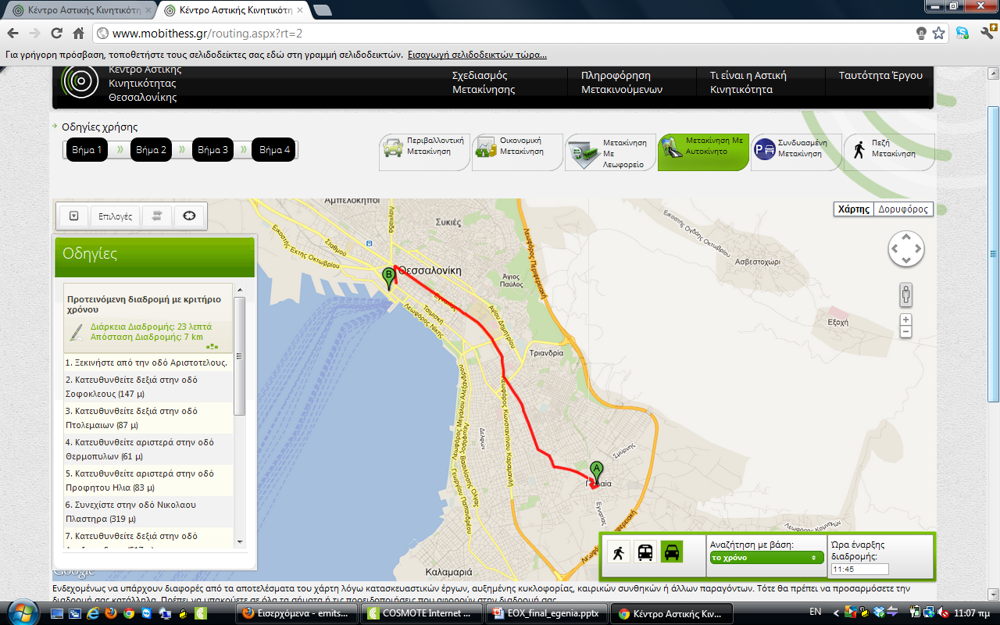 Κέντρο Αστικής Κινητικότη
Κέντρο Αστικής Κινητικότη
www.mobithess.gr/routing.aspx?rt=2
Για γρήγορη πρόσβαση, τοποθετήστε τους σελιδοδείκτες σας εδώ στη γραμμή σελιδοδεικτών. Εισαγωγή σελιδοδεικτών τώρα...
Κέντρο Αστικής
Κινητικότητας
Θεσσαλονίκης
Σχεδιασμός
Μετακίνησης
Πληροφόρηση
Μετακινούμενων
Τι είναι η Αστική
Κινητικότητα
Ταυτότητα Έργου
Οδηγίες χρήσης
Βήμα 1 » Βήμα 2 » Βήμα 3 » Βήμα 4
Περιβαλλοντική
Μετακίνηση
Οικονομική
Μετακίνηση
Μετακίνηση
Με
Λεωφορείο
Μετακίνηση Με
Αυτοκίνητο
Συνδυασμένη
Μετακίνηση
Πεζή
Μετακίνηση
Επιλογές
Χάρτης
Δορυφόρος
Οδηγίες
Προτεινόμενη διαδρομή με κριτήριο
χρόνου
Διάρκεια Διαδρομής: 23 λεπτά
Απόσταση Διαδρομής: 7 km
1. Ξεκινήστε από την οδό Αριστοτελους.
2. Κατευθυνθείτε δεξιά στην οδό
Σοφοκλεους (147 μ)
3. Κατευθυνθείτε δεξιά στην οδό
Πτολεμαιων (87 μ)
4. Κατευθυνθείτε αριστερά στην οδό
Θερμοπυλων (61 μ)
5. Κατευθυνθείτε αριστερά στην οδό
Προφητου Ηλια (83 μ)
6. Συνεχίστε στην οδό Νικολαου
Πλαστηρα (319 μ)
7. Κατευθυνθείτε δεξιά στην οδό
Αμπελόκηποι
Λαγκαδά
Συκιές
Σταθμού
Εικοστής Έκτης Οκτωβρίου
B
Θεσσαλονίκη
Εγνατίας
Τσιμισκή
Λεωφόρος Νίκης
Άγιος
Παύλος
Αγίου Δημητρίου
Λεωφόρος Περιφερειακή
Εικοστής Ογδόης Οκτωβρίου
Ασβεστοχώρι
Εξοχή
Τριανδρία
Λεωφόρος Μεγάλου Αλεξάνδρου
Λεωφόρος Βασιλίσσης Όλγας
Γεωργίου Παπανδρέου
Δελφών
Λεωφόρος Κωνσταντίνου Καραμανλή
Σμύρνης
A
Πυλαία
Εγνατίας
Καλαμαριά
Google
Αναζήτηση με βάση:
το χρόνο
Ώρα έναρξης
διαδρομής:
11:45
Ενδεχομένως να υπάρχουν διαφορές από τα αποτελέσματα του χάρτη λόγω κατασκευαστικών έργων, αυξημένης κυκλοφορίας, καιρικών συνθηκών ή άλλων παραγόντων. Τότε θα πρέπει να προσαρμόσετε την
διαδρομή σας κατάλληλα. Πρέπει να υπακούετε σε όλα τα σήματα ή τις προειδοποιήσεις που αφορούν στην διαδρομή σας.
Εισερχόμενα - emits...
COSMOTE Internet ...
EOX_final_egenia.pptx
Κέντρο Αστικής Κιν...
EN
11:07 πμ